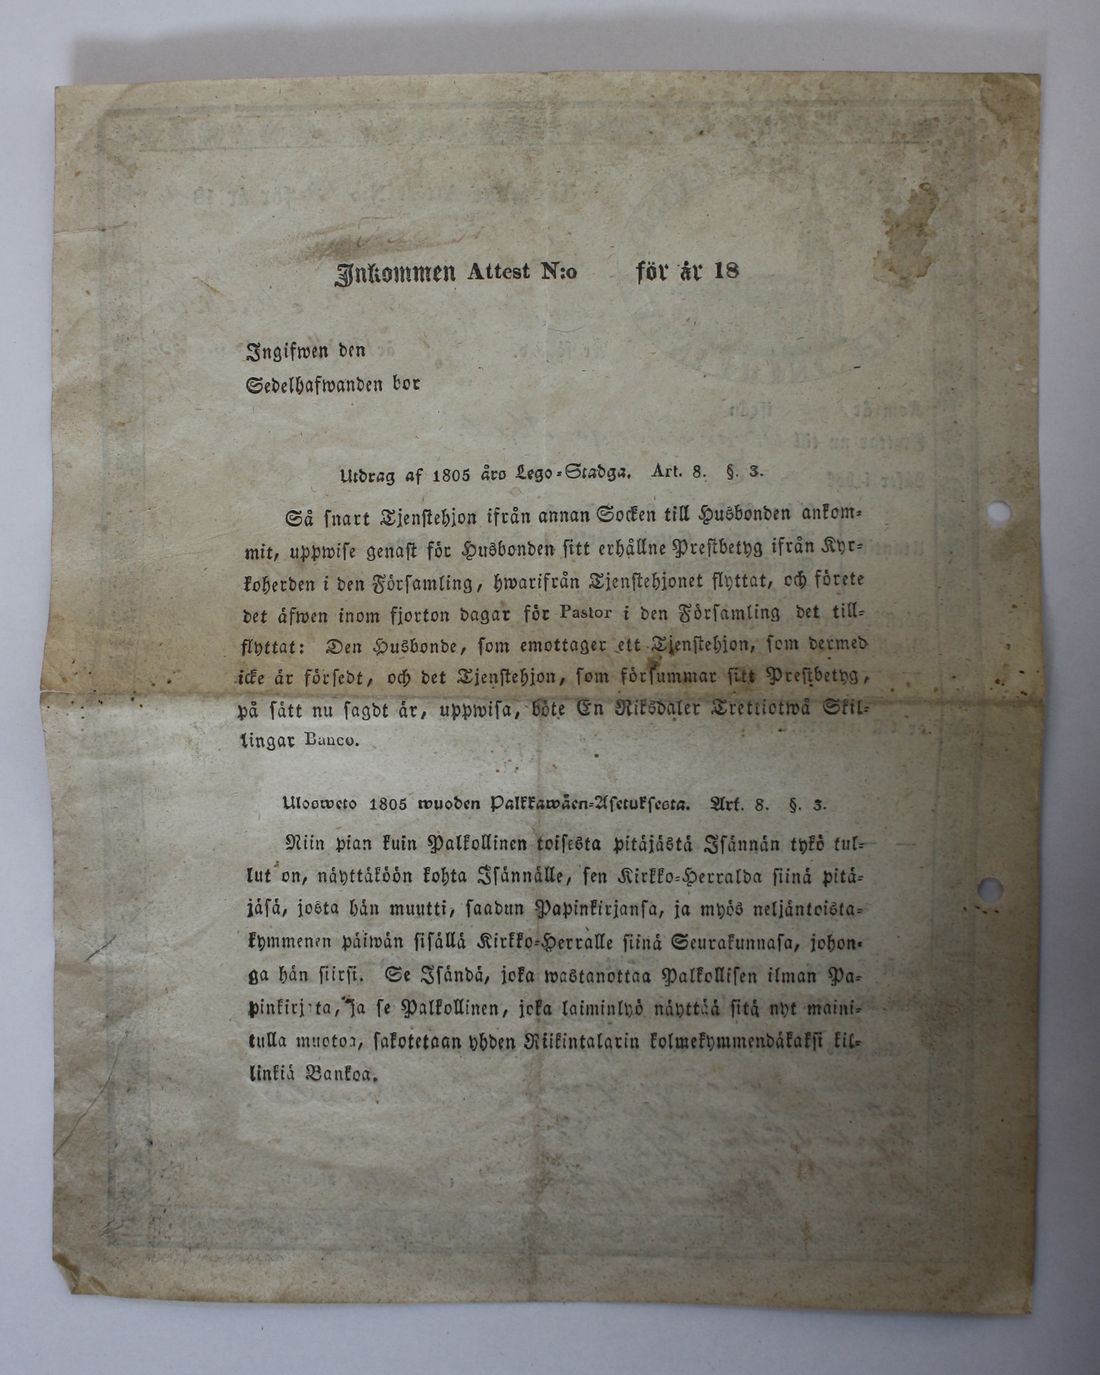 Inkommen Attest N:o för år 18
Ingifwen den
Sedelhafwanden bor
Utdrag af 1805 års Lego-Stadga. Art. 8. §. 3.
Så snart Tjenstehjon ifrån annan Socken till Husbonden ankom-
mit, uppwise genast för Husbonden sitt erhållne Prestbetyg ifrån Kyr-
koherden i den Församling, hwarifrån Tjenstehjonet flyttat, och förete
det äfwen inom fjorton dagar för Pastor i den Församling det till-
flyttat: Den Husbonde, som emottager ett Tjenstehjon, som dermed
icke är försedt, och det Tjenstehjon, som försummar sitt Prestbetyg,
på sätt nu sagdt är, uppwisa, böte En Riksdaler Trettiotwå Skil-
lingar Banco.
Ulosweto 1805 wuoden Palkkawäen-Asetuksesta. Art. 8. §. 3.
Niin pian kuin Palkollinen toisesta pitäjästä Isännän tykö tul-
lut on, näyttäköön kohta Isännälle, sen Kirkko-Herralda siinä pitä-
jäsä, josta hän muutti, saadun Papinkirjansa, ja myös neljäntoista-
kymmenen päiwän sisällä Kirkko-Herralle siinä Seurakunnasa, johon-
ga hän siirsi. Se Isändä, joka wastanottaa Palkollisen ilman Pa-
pinkirjata, ja se Palkollinen, joka laiminlyö näyttää sitä nyt maini-
tulla muotoa, sakotetaan yhden Riikintalarin kolmekymmendäkaksi kil-
linkiä Bankoa.